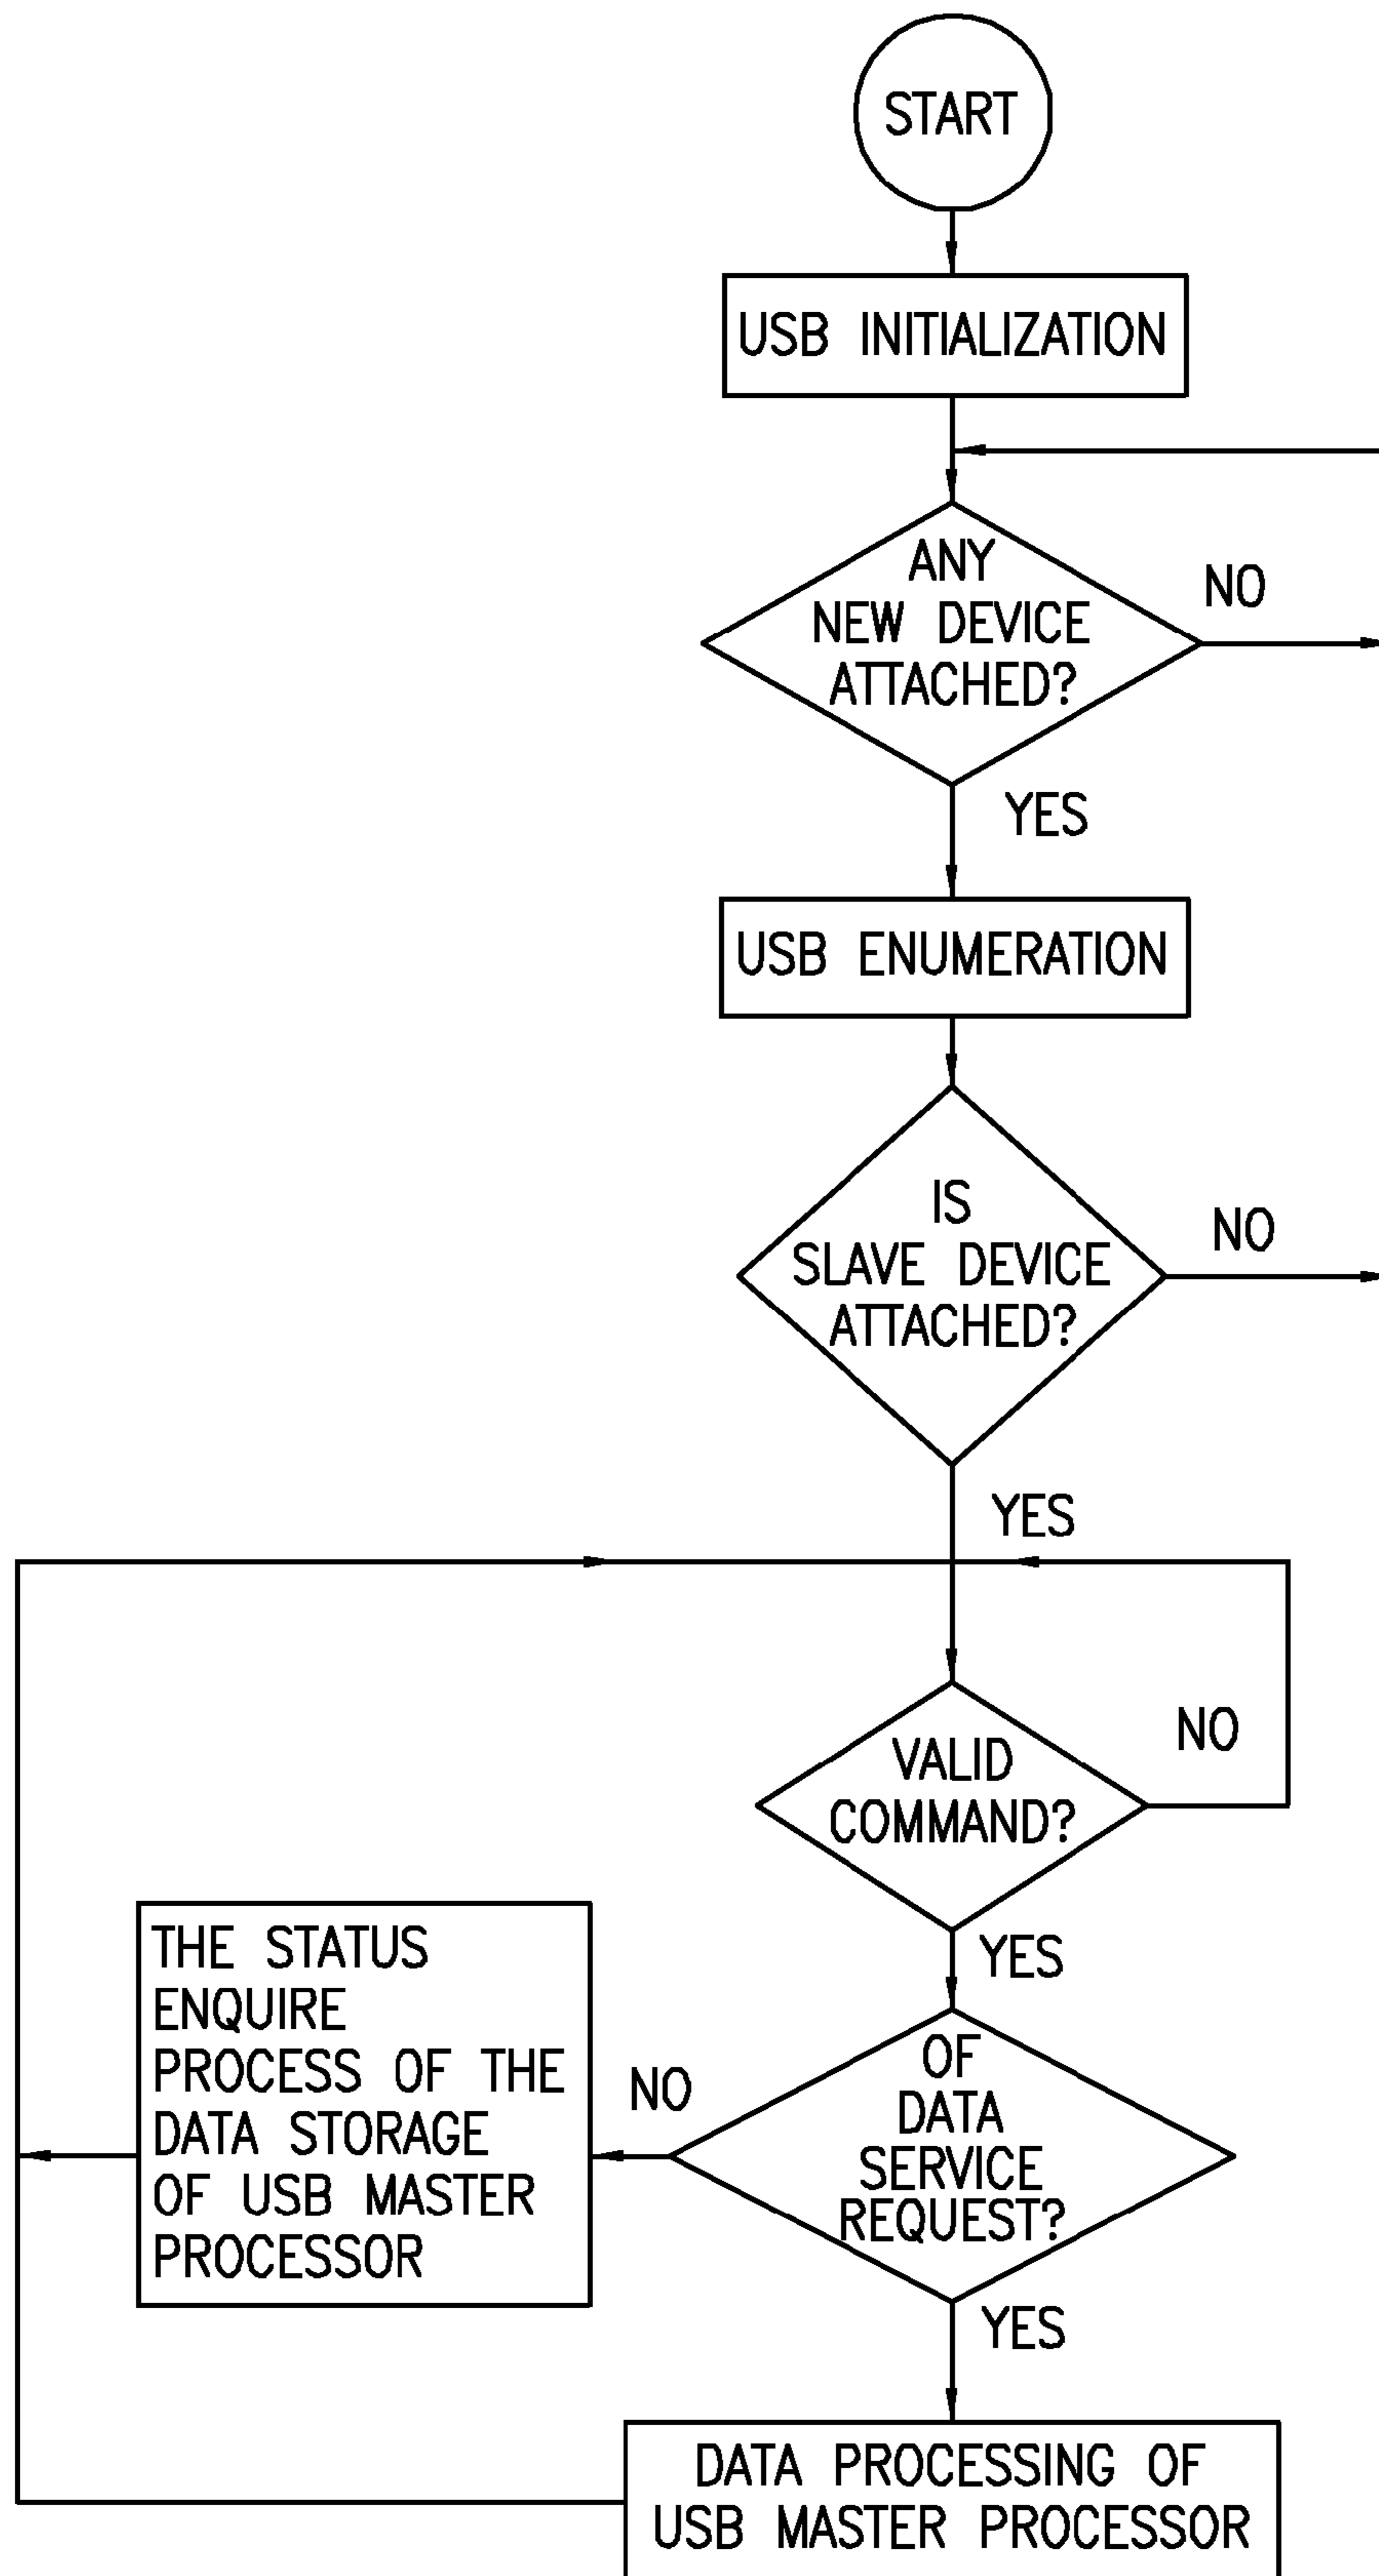 START
USB INITIALIZATION
ANY
NEW DEVICE
ATTACHED?
NO
YES
USB ENUMERATION
IS
SLAVE DEVICE
ATTACHED?
NO
YES
VALID
COMMAND?
NO
YES
THE STATUS
ENQUIRE
PROCESS OF THE
DATA STORAGE
OF USB MASTER
PROCESSOR
NO
OF
DATA
SERVICE
REQUEST?
YES
DATA PROCESSING OF
USB MASTER PROCESSOR